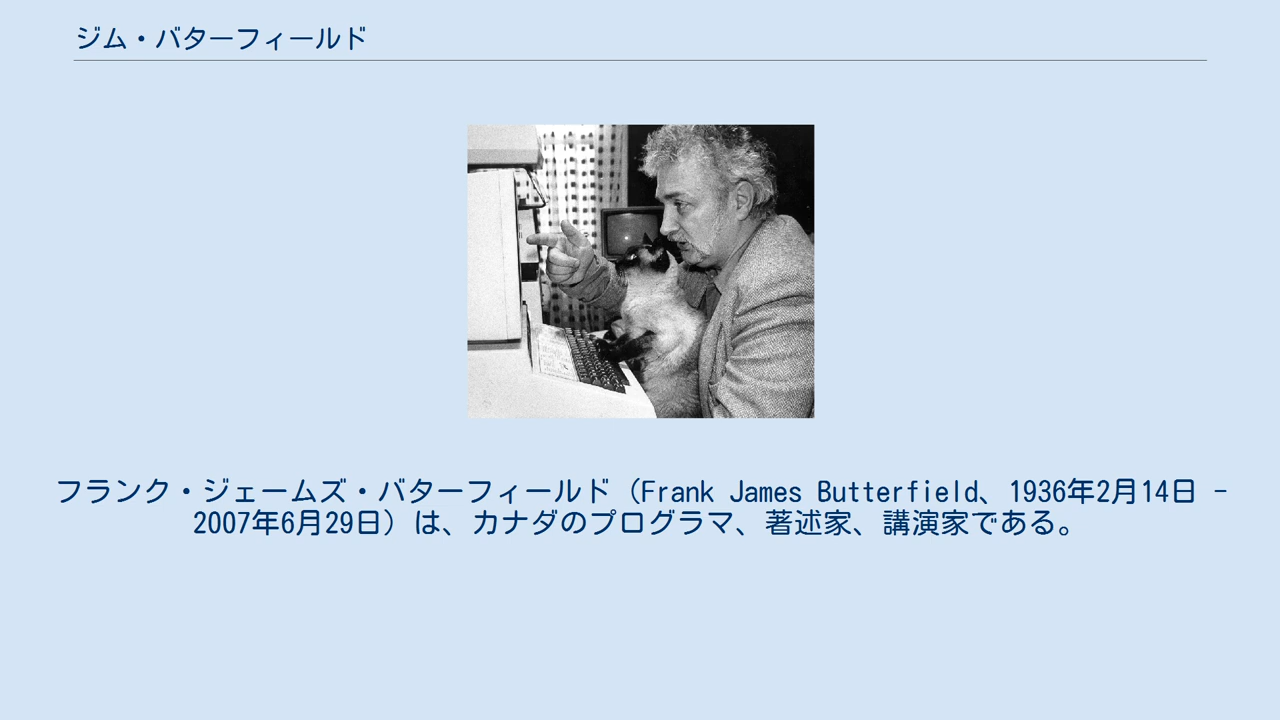 ジム・バターフィールド
フランク・ジェームズ・バターフィールド（Frank James Butterfield、1936年2月14日 -
2007年6月29日）は、カナダのプログラマ、著述家、講演家である。